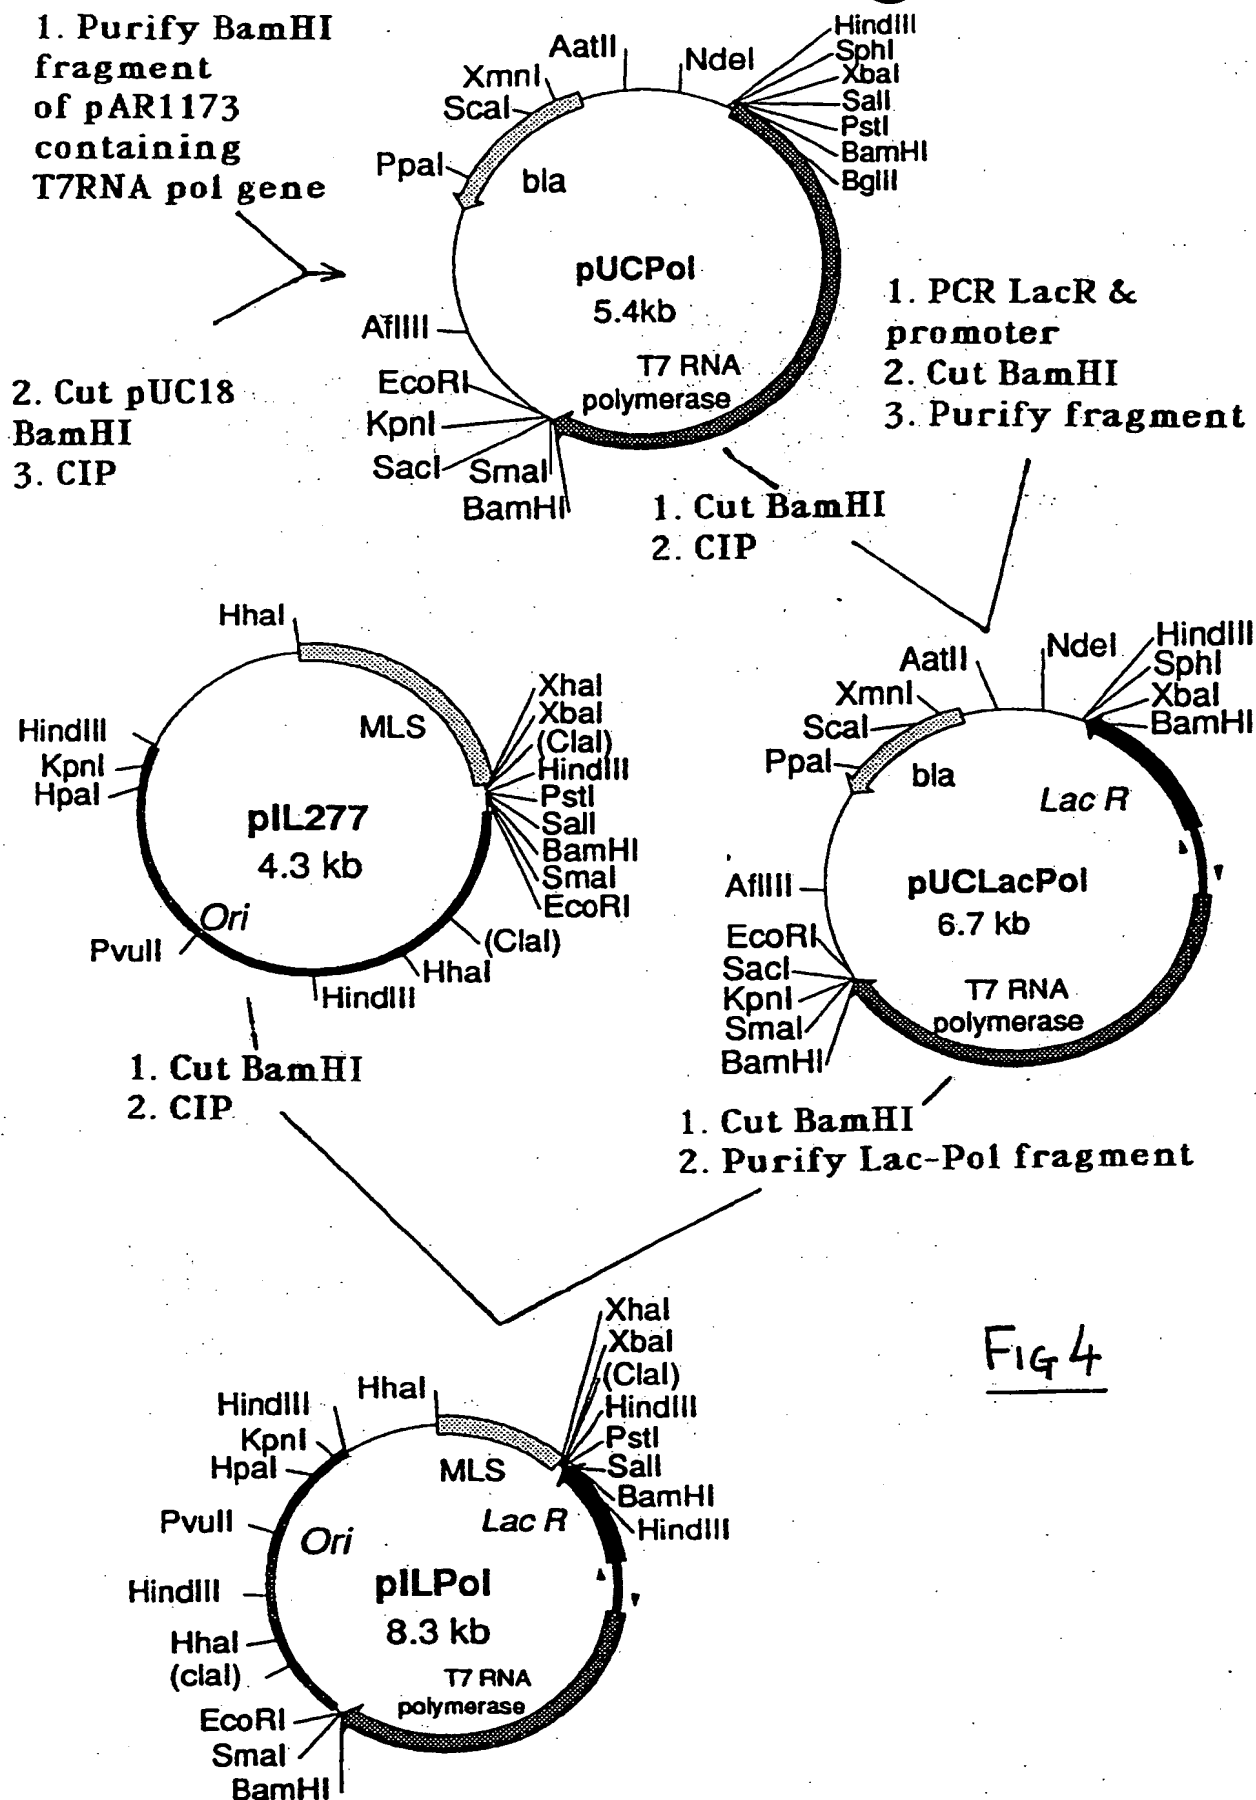 1. Purify BamHI
fragment
of pAR1173
containing
T7RNA pol gene
2. Cut pUC18
BamHI
3. CIP
AatII
NdeI
XmnI
ScaI
PpaI
bla
HindIII
SphI
XbaI
SalI
PstI
BamHI
BglII
pUCPol
5.4kb
AflIII
EcoRI
KpnI
SacI
SmaI
BamHI
T7 RNA
polymerase
1. PCR LacR &
promoter
2. Cut BamHI
3. Purify fragment
1. Cut BamHI
2. CIP
HhaI
MLS
XhaI
XbaI
(ClaI)
HindIII
PstI
SalI
BamHI
SmaI
EcoRI
(ClaI)
HhaI
HindIII
HindIII
KpnI
HpaI
pIL277
4.3 kb
Ori
PvuII
AatII
NdeI
XmnI
ScaI
PpaI
bla
HindIII
SphI
XbaI
BamHI
Lac R
pUCLacPol
6.7 kb
AflIII
EcoRI
SacI
KpnI
SmaI
BamHI
T7 RNA
polymerase
1. Cut BamHI
2. CIP
1. Cut BamHI
2. Purify Lac-Pol fragment
XhaI
XbaI
(ClaI)
HindIII
PstI
SalI
BamHI
HindIII
HhaI
HindIII
KpnI
HpaI
PvuII
MLS
Lac R
Ori
pILPol
8.3 kb
HindIII
HhaI
(claI)
EcoRI
SmaI
BamHI
T7 RNA
polymerase
FIG 4